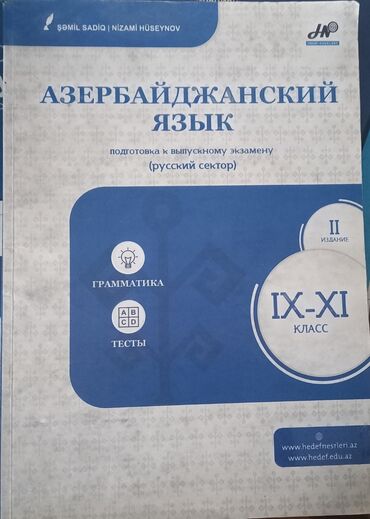 ŞƏMİL SADİQ | NİZAMİ HÜSEYNOV
АЗЕРБАЙДЖАНСКИЙ
ЯЗЫК
подготовка к выпускному экзамену
(русский сектор)
II
ИЗДАНИЕ
ГРАММАТИКА
IX-XI
КЛАСС
A B
C D
ТЕСТЫ
www.hedefnesrleri.az
www.hedef.edu.az